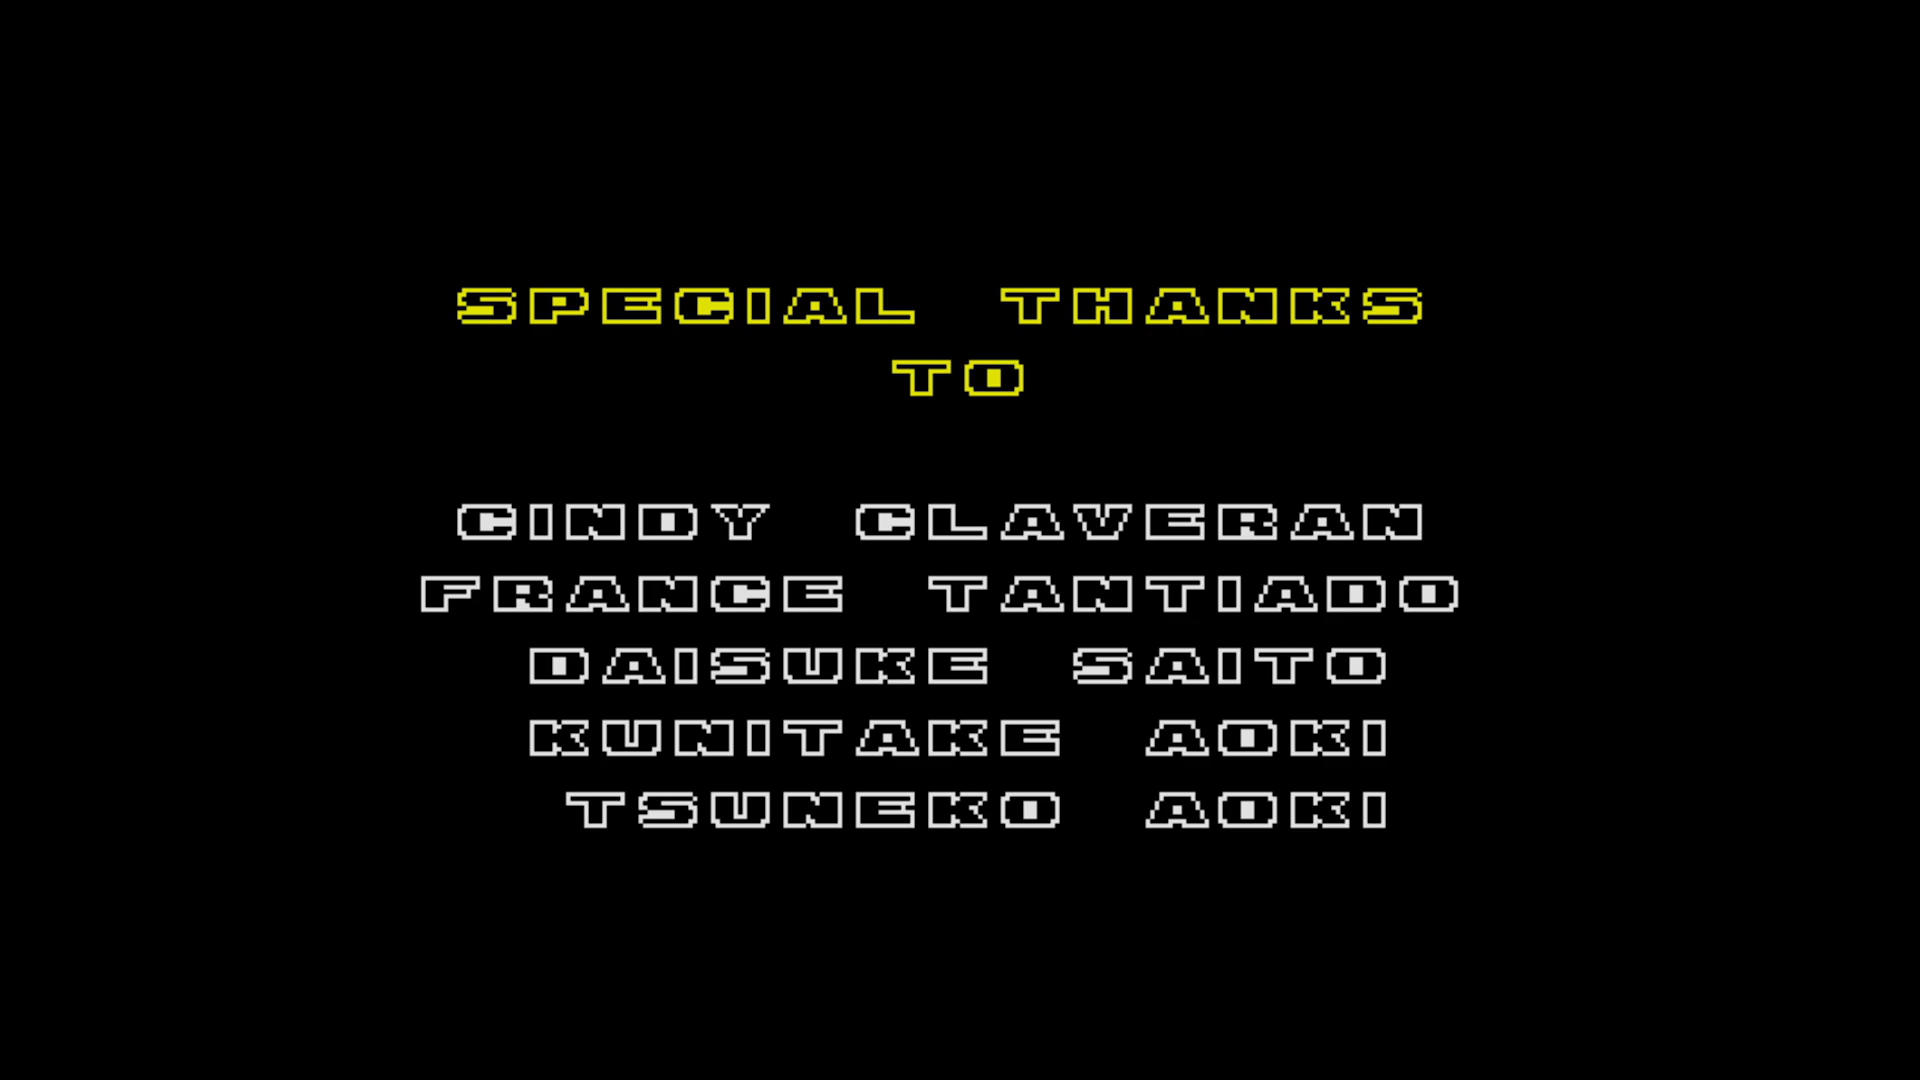 SPECIAL THANKS
TO
CINDY CLAVERAN
FRANCE TANTIADO
DAISUKE SAITO
KUNITAKE AOKI
TSUNEKO AOKI